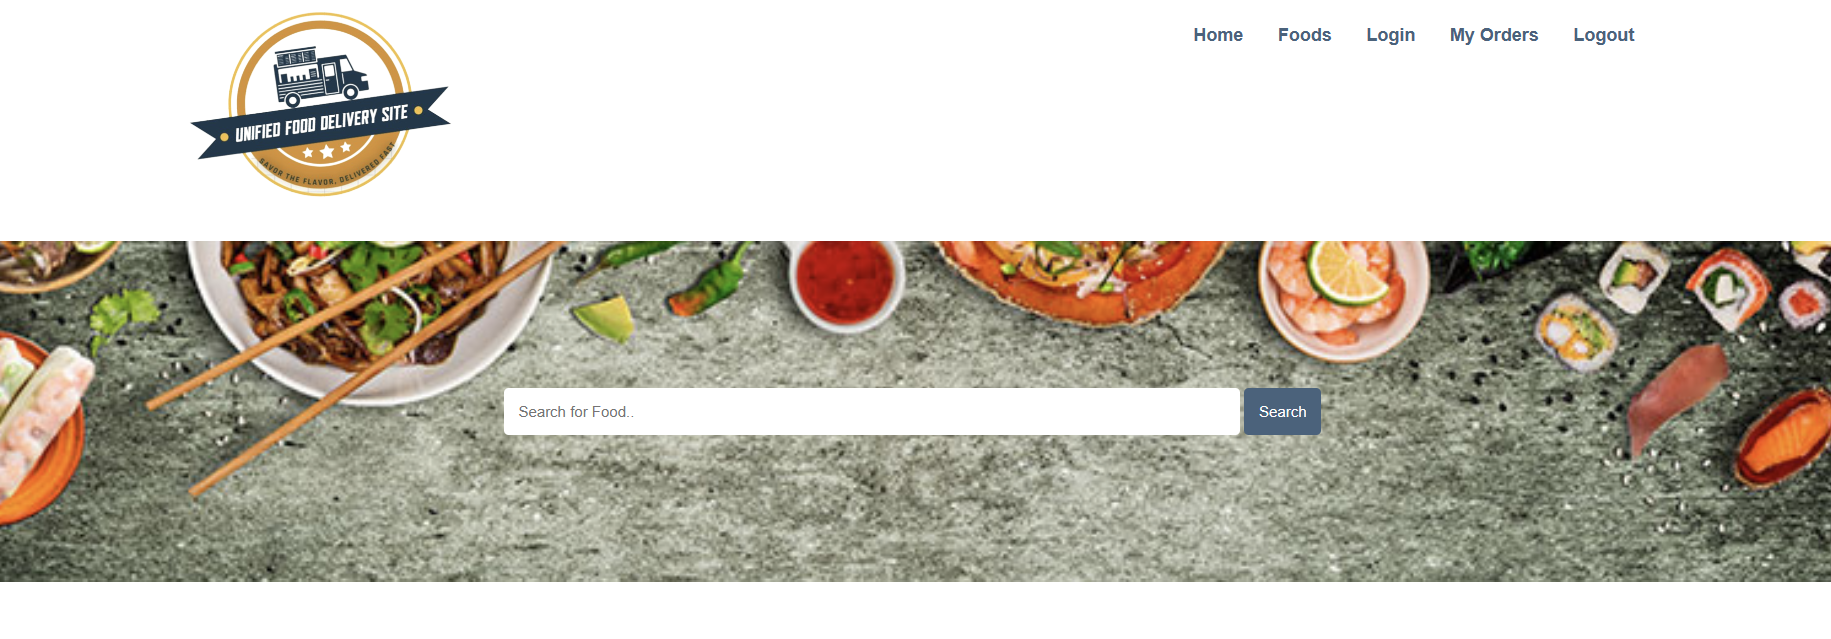 Home Foods Login My Orders Logout
UNIFIED FOOD DELIVERY SITE
SAVOR THE FLAVOR, DELIVERED FAST
Search for Food.. Search